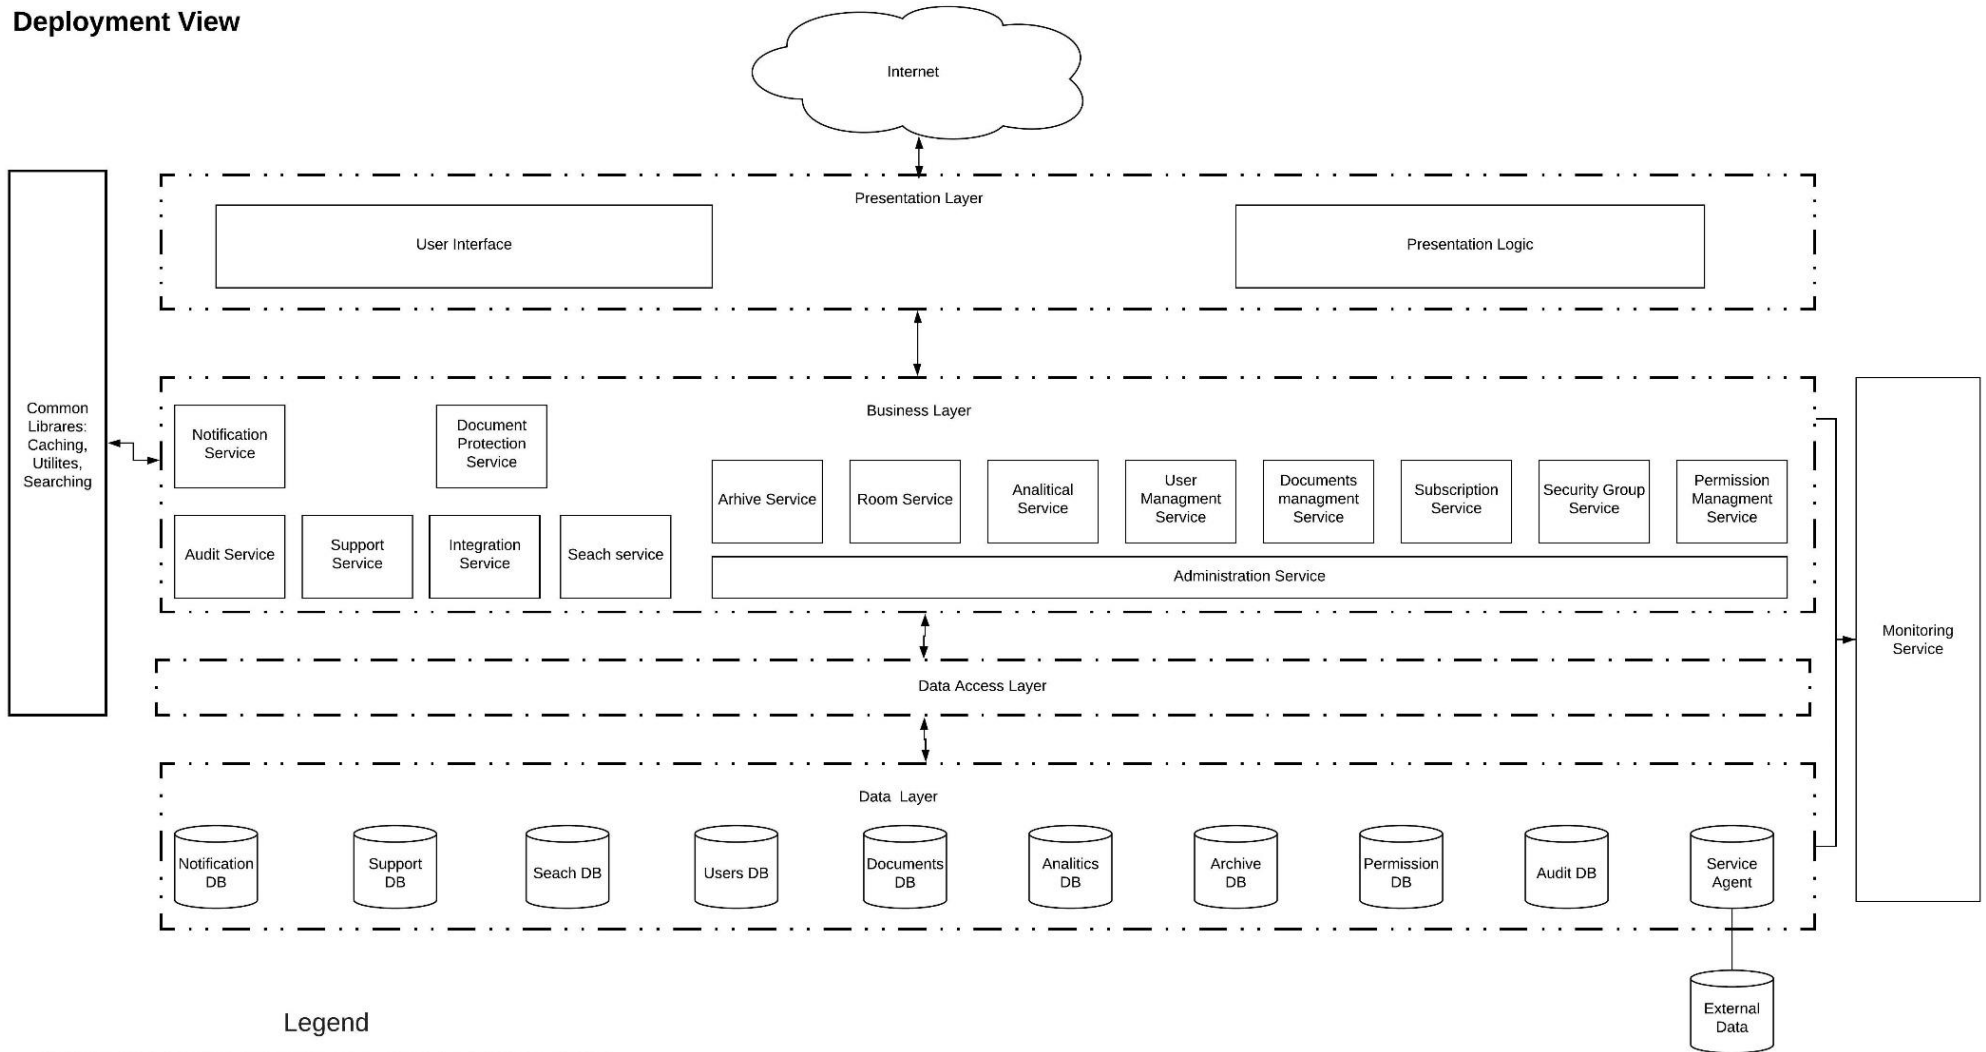 Deployment View
Internet
Presentation Layer
User Interface
Presentation Logic
Common
Librares:
Caching,
Utilites,
Searching
Business Layer
Notification
Service
Document
Protection
Service
Arhive Service
Room Service
Analitical
Service
User
Managment
Service
Documents
managment
Service
Subscription
Service
Security Group
Service
Permission
Managment
Service
Audit Service
Support
Service
Integration
Service
Seach service
Administration Service
Monitoring
Service
Data Access Layer
Data  Layer
Notification
DB
Support
DB
Seach DB
Users DB
Documents
DB
Analitics
DB
Archive
DB
Permission
DB
Audit DB
Service
Agent
External
Data
Legend